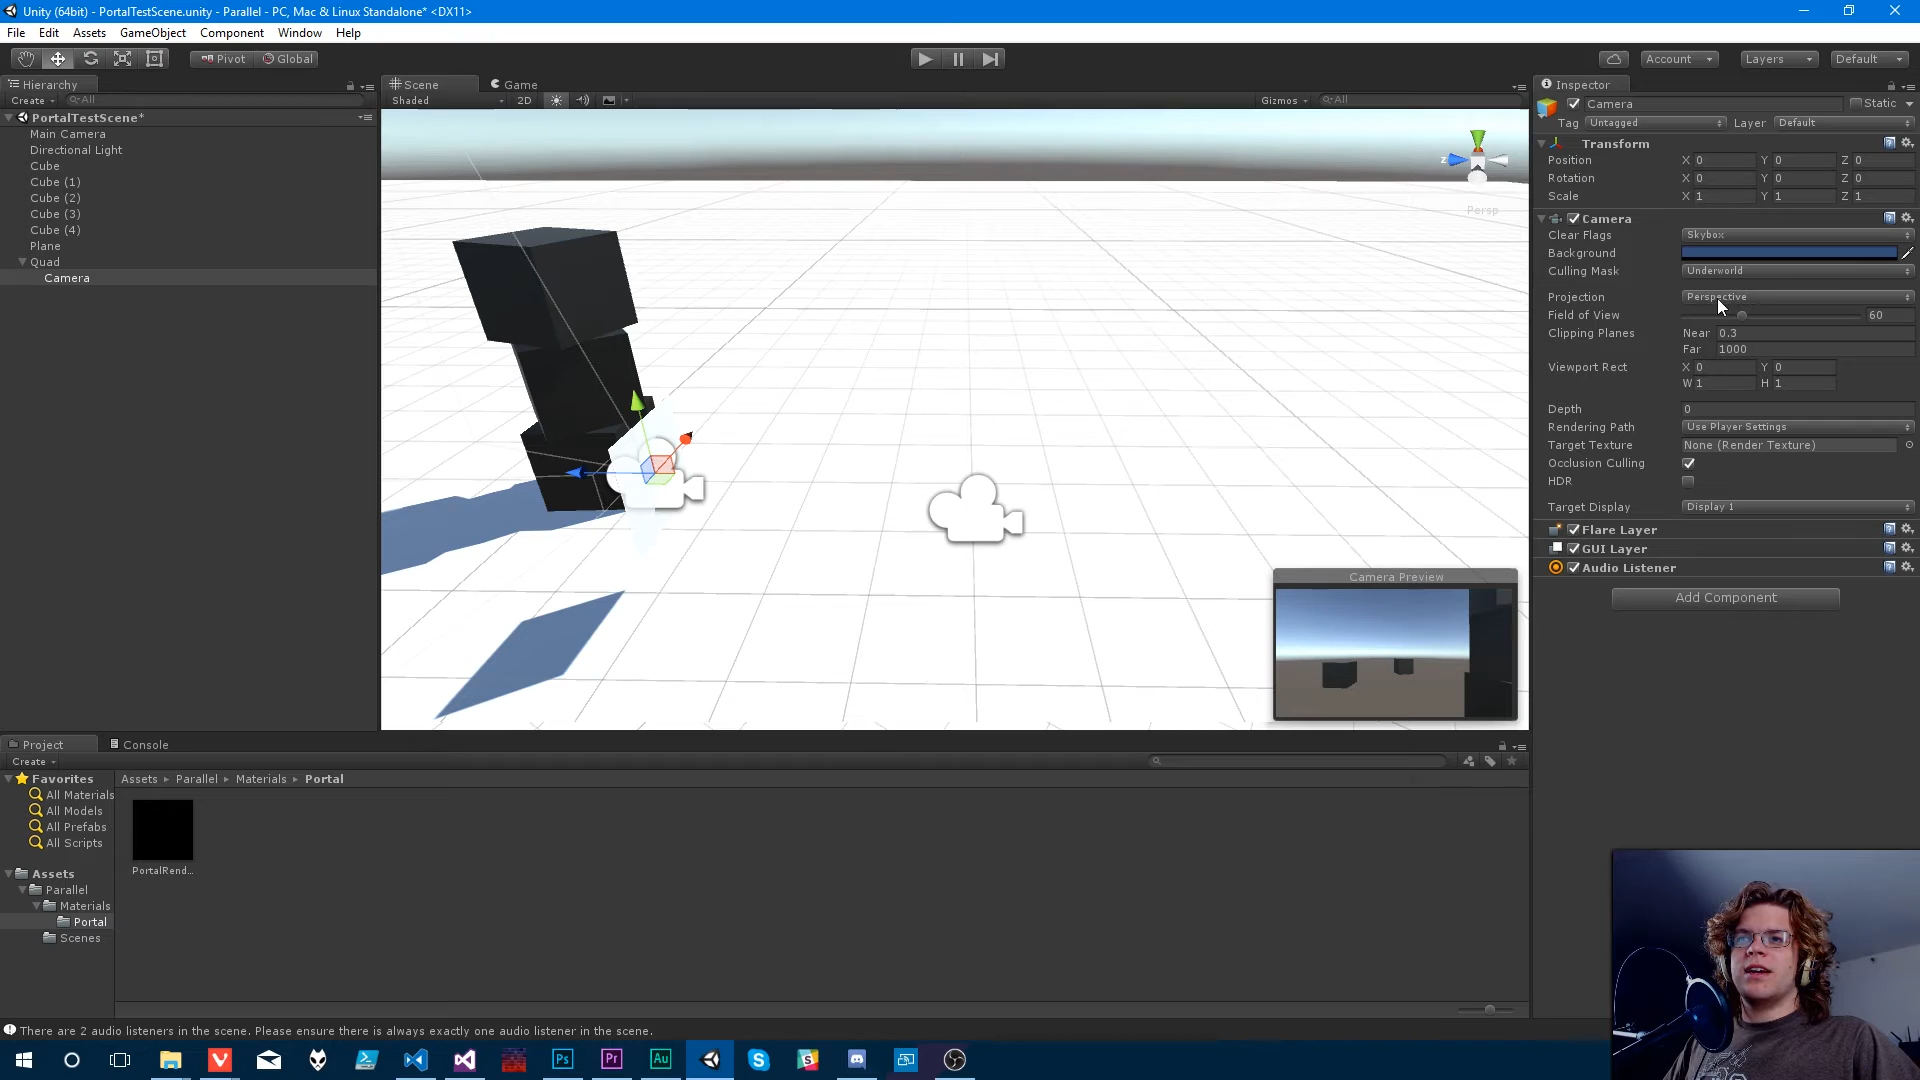 Unity (64bit) - PortalTestScene.unity - Parallel - PC, Mac & Linux Standalone* <DX11>
File Edit Assets GameObject Component Window Help
Pivot Global Account Layers Default
Hierarchy
Create All
PortalTestScene*
Main Camera
Directional Light
Cube
Cube (1)
Cube (2)
Cube (3)
Cube (4)
Plane
Quad
Camera
Scene Game
Shaded 2D Gizmos All
z
Persp
Camera Preview
Inspector
Camera Static
Tag Untagged Layer Default
Transform
Position X 0 Y 0 Z 0
Rotation X 0 Y 0 Z 0
Scale X 1 Y 1 Z 1
Camera
Clear Flags Skybox
Background
Culling Mask Underworld
Projection Perspective
Field of View 60
Clipping Planes Near 0.3
Far 1000
Viewport Rect X 0 Y 0
W 1 H 1
Depth 0
Rendering Path Use Player Settings
Target Texture None (Render Texture)
Occlusion Culling
HDR
Target Display Display 1
Flare Layer
GUI Layer
Audio Listener
Add Component
Project Console
Create
Favorites
All Materials
All Models
All Prefabs
All Scripts
Assets
Parallel
Materials
Portal
Scenes
Assets Parallel Materials Portal
PortalRend...
There are 2 audio listeners in the scene. Please ensure there is always exactly one audio listener in the scene.
Ps Pr Au